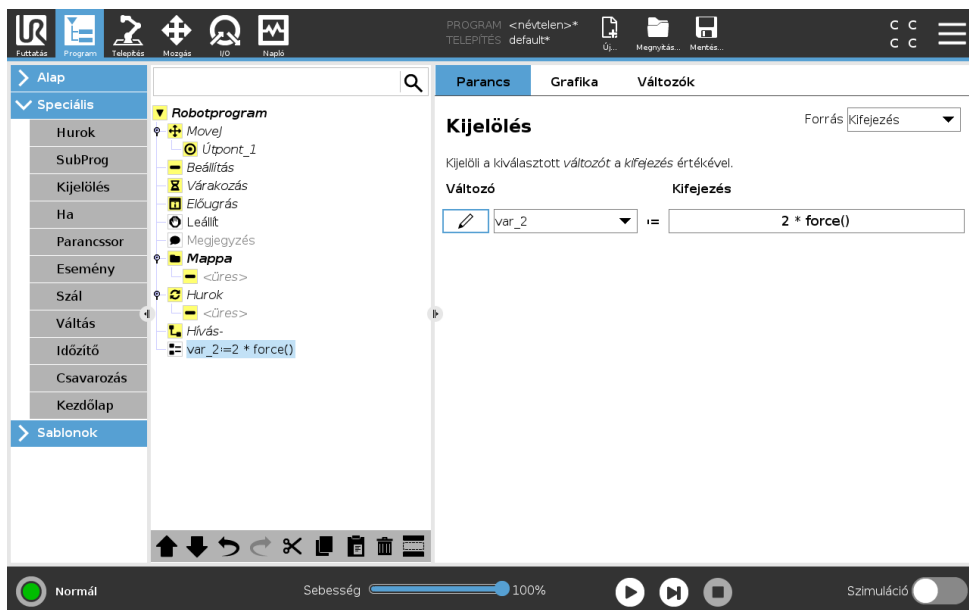 PROGRAM <névtelen>*
TELEPÍTÉS default*
Futtatás Program Telepítés Mozgás I/O Napló Új... Megnyitás... Mentés...
C C
C C
Alap
Speciális
Hurok
SubProg
Kijelölés
Ha
Parancssor
Esemény
Szál
Váltás
Időzítő
Csavarozás
Kezdőlap
Sablonok
Robotprogram
MoveJ
Útpont_1
Beállítás
Várakozás
Előugrás
Leállít
Megjegyzés
Mappa
<üres>
Hurok
<üres>
Hívás-
var_2:=2 * force()
Parancs Grafika Változók
Kijelölés
Forrás Kifejezés
Kijelöli a kiválasztott változót a kifejezés értékével.
Változó Kifejezés
var_2 := 2 * force()
Normál Sebesség 100% Szimuláció